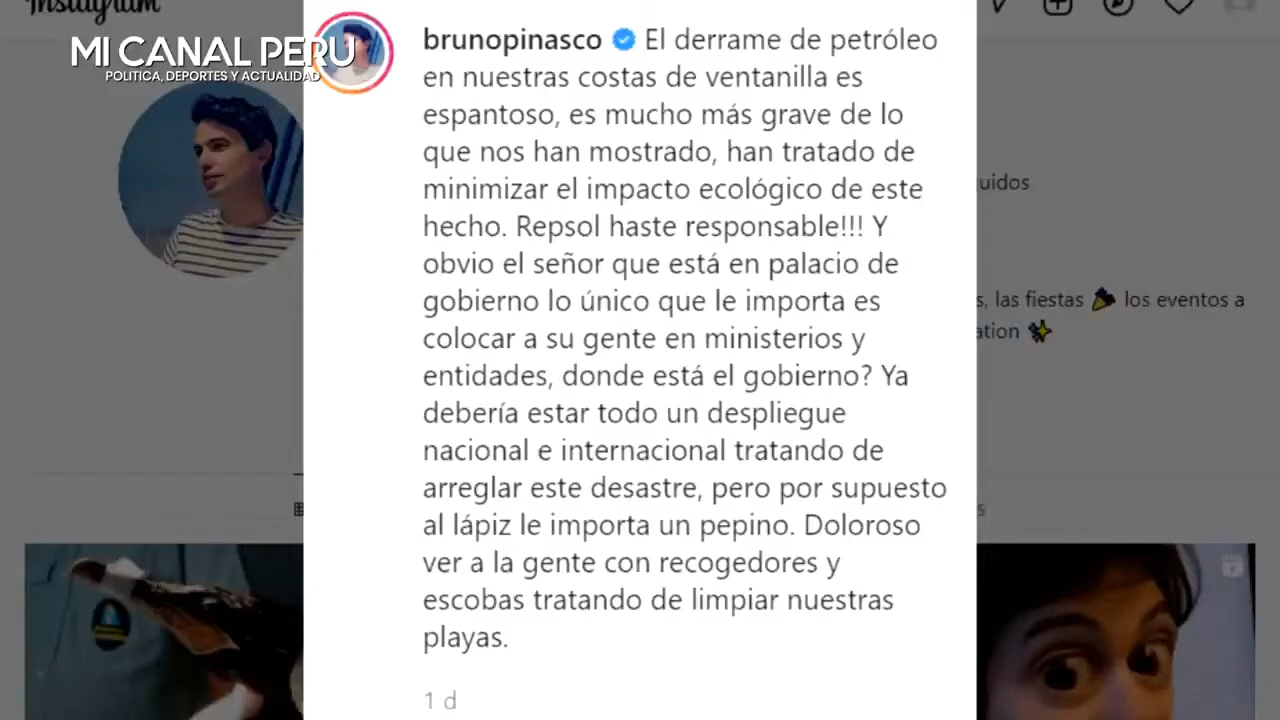 Instagram
MI CANAL PERU
POLITICA, DEPORTES Y ACTUALIDAD
brunopinasco El derrame de petróleo
en nuestras costas de ventanilla es
espantoso, es mucho más grave de lo
que nos han mostrado, han tratado de
minimizar el impacto ecológico de este
hecho. Repsol haste responsable!!! Y
obvio el señor que está en palacio de
gobierno lo único que le importa es
colocar a su gente en ministerios y
entidades, donde está el gobierno? Ya
debería estar todo un despliegue
nacional e internacional tratando de
arreglar este desastre, pero por supuesto
al lápiz le importa un pepino. Doloroso
ver a la gente con recogedores y
escobas tratando de limpiar nuestras
playas.
1 d
uidos
s, las fiestas 🎉 los eventos a
ation ✨
s